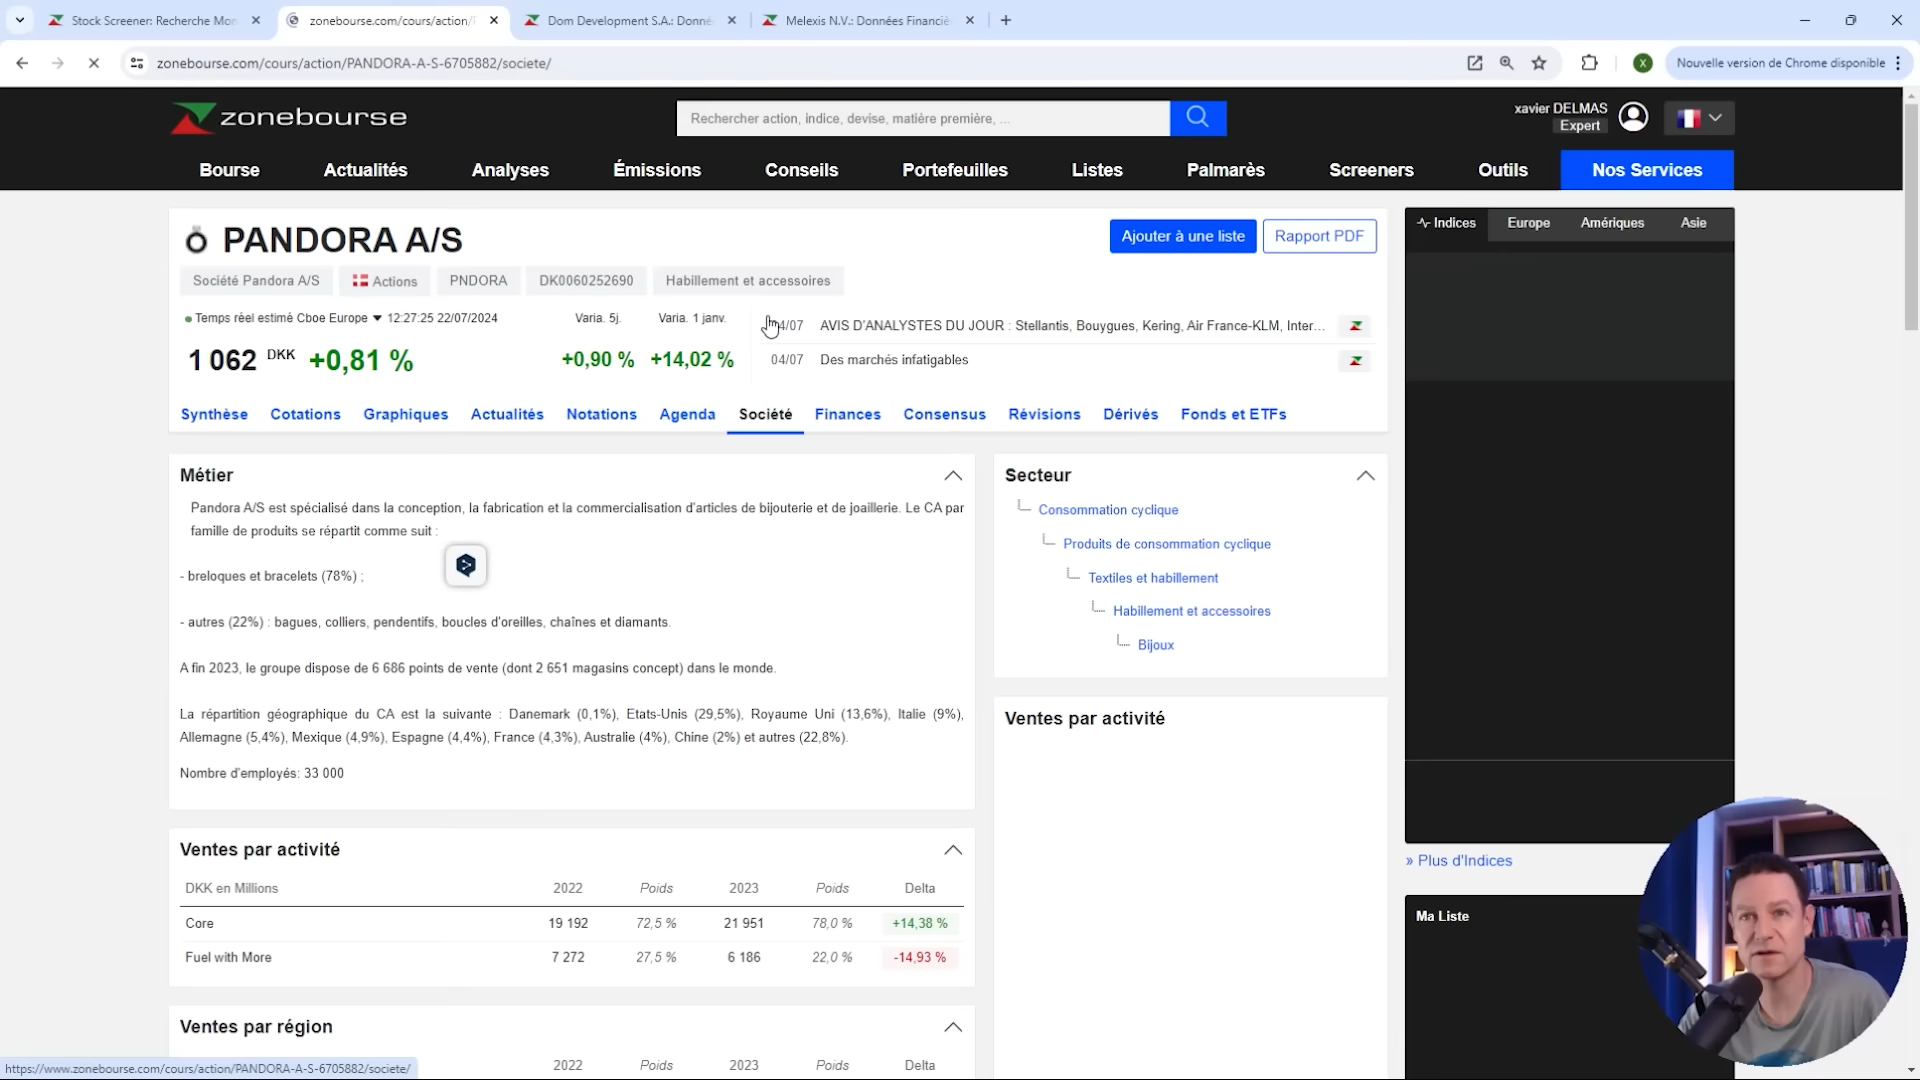 Stock Screener: Recherche Mon
zonebourse.com/cours/action/
Dom Development S.A.: Donné
Melexis N.V.: Données Financiè
zonebourse.com/cours/action/PANDORA-A-S-6705882/societe/
X
Nouvelle version de Chrome disponible
zonebourse
Rechercher action, indice, devise, matière première, ...
xavier DELMAS
Expert
Bourse
Actualités
Analyses
Émissions
Conseils
Portefeuilles
Listes
Palmarès
Screeners
Outils
Nos Services
PANDORA A/S
Ajouter à une liste
Rapport PDF
Société Pandora A/S
Actions
PNDORA
DK0060252690
Habillement et accessoires
Temps réel estimé Cboe Europe 12:27:25 22/07/2024
Varia. 5j.
Varia. 1 janv.
1 062 DKK +0,81 %
+0,90 %
+14,02 %
4/07 AVIS D'ANALYSTES DU JOUR : Stellantis, Bouygues, Kering, Air France-KLM, Inter...
04/07 Des marchés infatigables
Synthèse
Cotations
Graphiques
Actualités
Notations
Agenda
Société
Finances
Consensus
Révisions
Dérivés
Fonds et ETFs
Indices
Europe
Amériques
Asie
Métier
Pandora A/S est spécialisé dans la conception, la fabrication et la commercialisation d'articles de bijouterie et de joaillerie. Le CA par
famille de produits se répartit comme suit :
- breloques et bracelets (78%) ;
- autres (22%) : bagues, colliers, pendentifs, boucles d'oreilles, chaînes et diamants.
A fin 2023, le groupe dispose de 6 686 points de vente (dont 2 651 magasins concept) dans le monde.
La répartition géographique du CA est la suivante : Danemark (0,1%), Etats-Unis (29,5%), Royaume Uni (13,6%), Italie (9%),
Allemagne (5,4%), Mexique (4,9%), Espagne (4,4%), France (4,3%), Australie (4%), Chine (2%) et autres (22,8%).
Nombre d'employés: 33 000
Secteur
Consommation cyclique
Produits de consommation cyclique
Textiles et habillement
Habillement et accessoires
Bijoux
Ventes par activité
Ventes par activité
DKK en Millions 2022 Poids 2023 Poids Delta
Core 19 192 72,5 % 21 951 78,0 % +14,38 %
Fuel with More 7 272 27,5 % 6 186 22,0 % -14,93 %
Ventes par région
2022 Poids 2023 Poids Delta
» Plus d'Indices
Ma Liste
https://www.zonebourse.com/cours/action/PANDORA-A-S-6705882/societe/